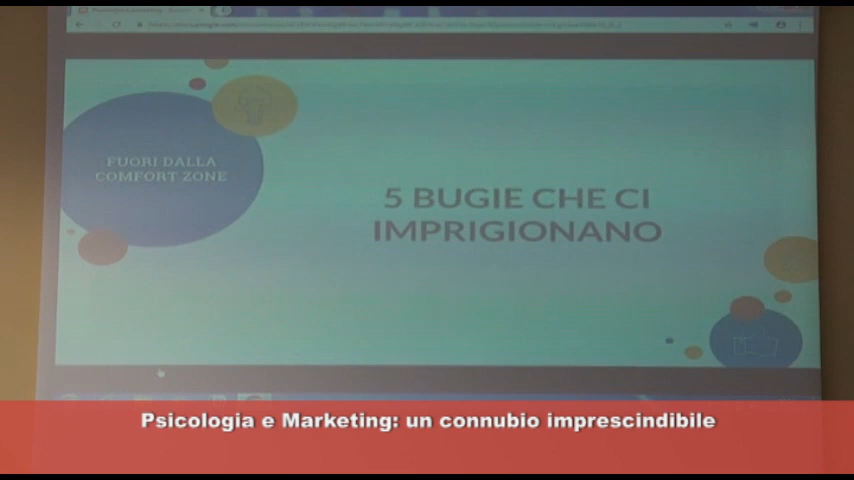 FUORI DALLA
COMFORT ZONE
5 BUGIE CHE CI
IMPRIGIONANO
Psicologia e Marketing: un connubio imprescindibile